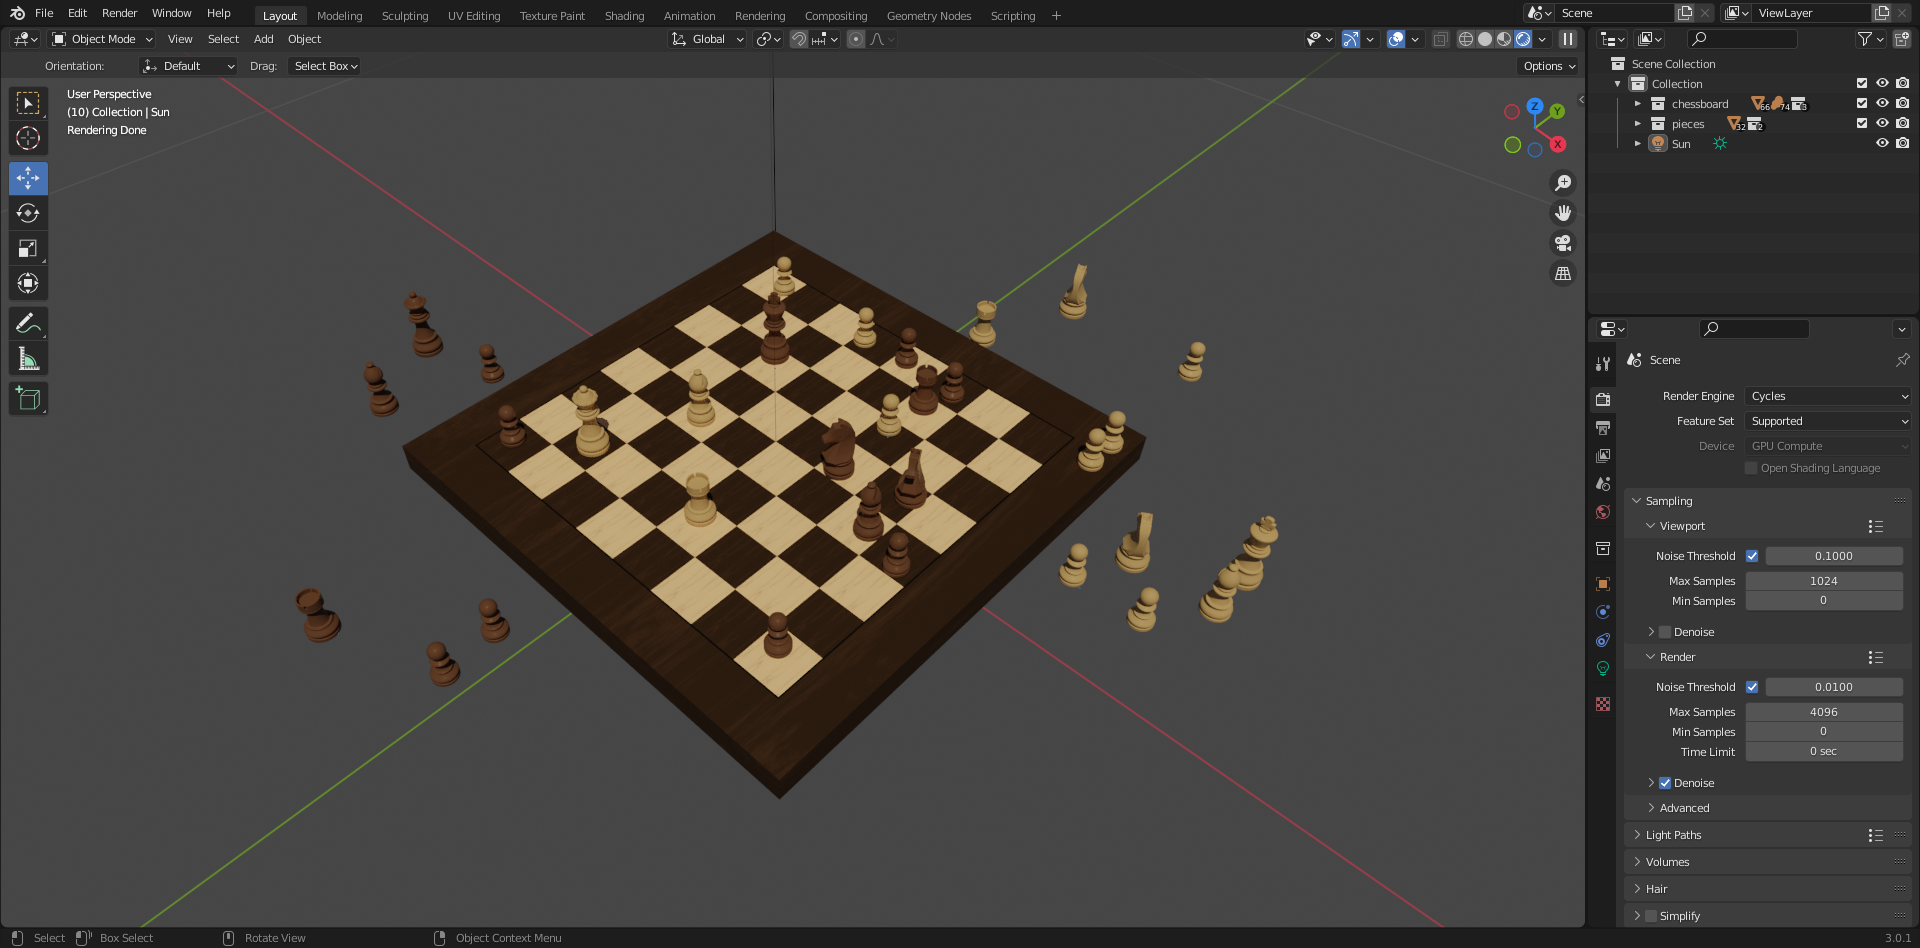 File Edit Render Window Help Layout Modeling Sculpting UV Editing Texture Paint Shading Animation Rendering Compositing Geometry Nodes Scripting + Scene ViewLayer
Object Mode View Select Add Object Global
Orientation: Default Drag: Select Box Options
User Perspective
(10) Collection | Sun
Rendering Done
Z
Y
X
Scene Collection
Collection
chessboard 66 74 3
pieces 32 2
Sun
Scene
Render Engine Cycles
Feature Set Supported
Device GPU Compute
Open Shading Language
Sampling
Viewport
Noise Threshold 0.1000
Max Samples 1024
Min Samples 0
Denoise
Render
Noise Threshold 0.0100
Max Samples 4096
Min Samples 0
Time Limit 0 sec
Denoise
Advanced
Light Paths
Volumes
Hair
Simplify
Select Box Select Rotate View Object Context Menu 3.0.1